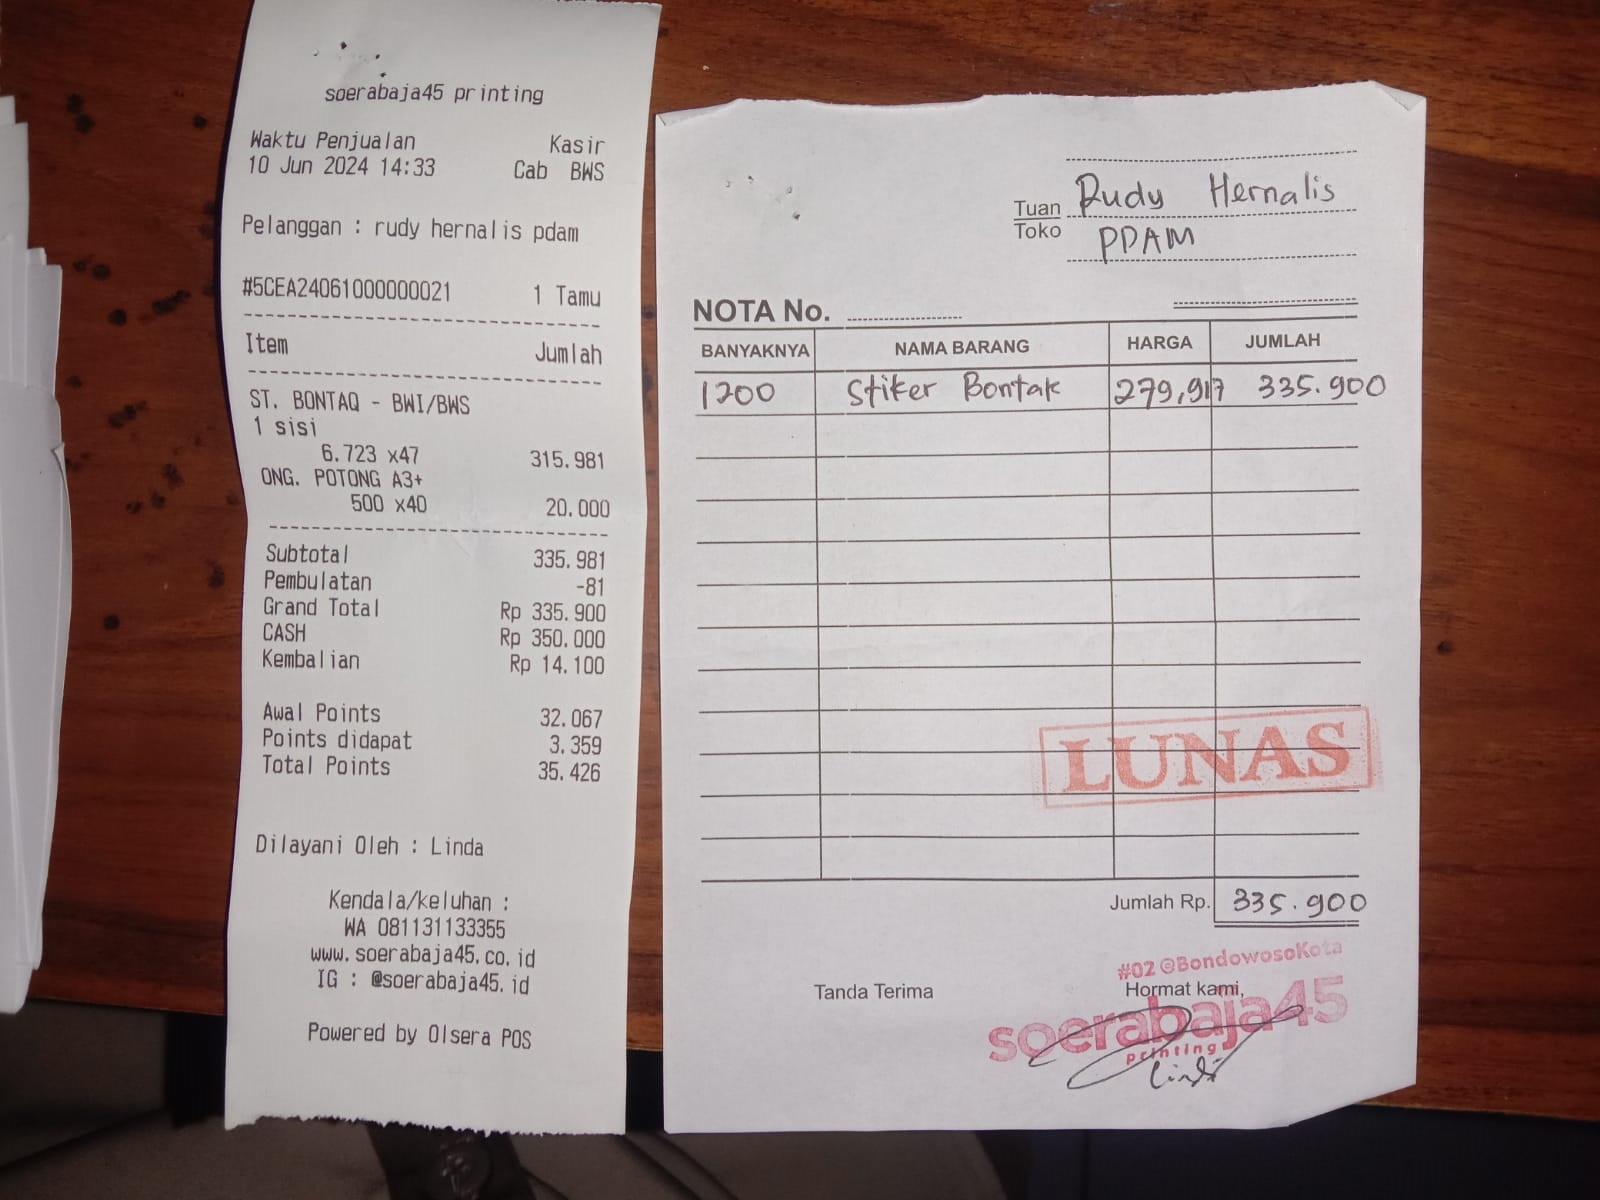 soerabaja45 printing
Waktu Penjualan Kasir
10 Jun 2024 14:33 Cab BWS
Pelanggan : rudy hernalis pdam
#5CEA24061000000021 1 Tamu
Item Jumlah
ST. BONTAQ - BWI/BWS
1 sisi
6.723 x47 315.981
ONG. POTONG A3+
500 x40 20.000
Subtotal 335.981
Pembulatan -81
Grand Total Rp 335.900
CASH Rp 350.000
Kembalian Rp 14.100
Awal Points 32.067
Points didapat 3.359
Total Points 35.426
Dilayani Oleh : Linda
Kendala/keluhan :
WA 081131133355
www.soerabaja45.co.id
IG : @soerabaja45.id
Powered by Olsera POS
Tuan Rudy Hernalis
Toko PDAM
NOTA No.
BANYAKNYA NAMA BARANG HARGA JUMLAH
1200 Stiker Bontak 279,917 335.900
LUNAS
Jumlah Rp. 335.900
#02 @BondowosoKota
Tanda Terima Hormat kami,
soerabaja45
printing
Linda